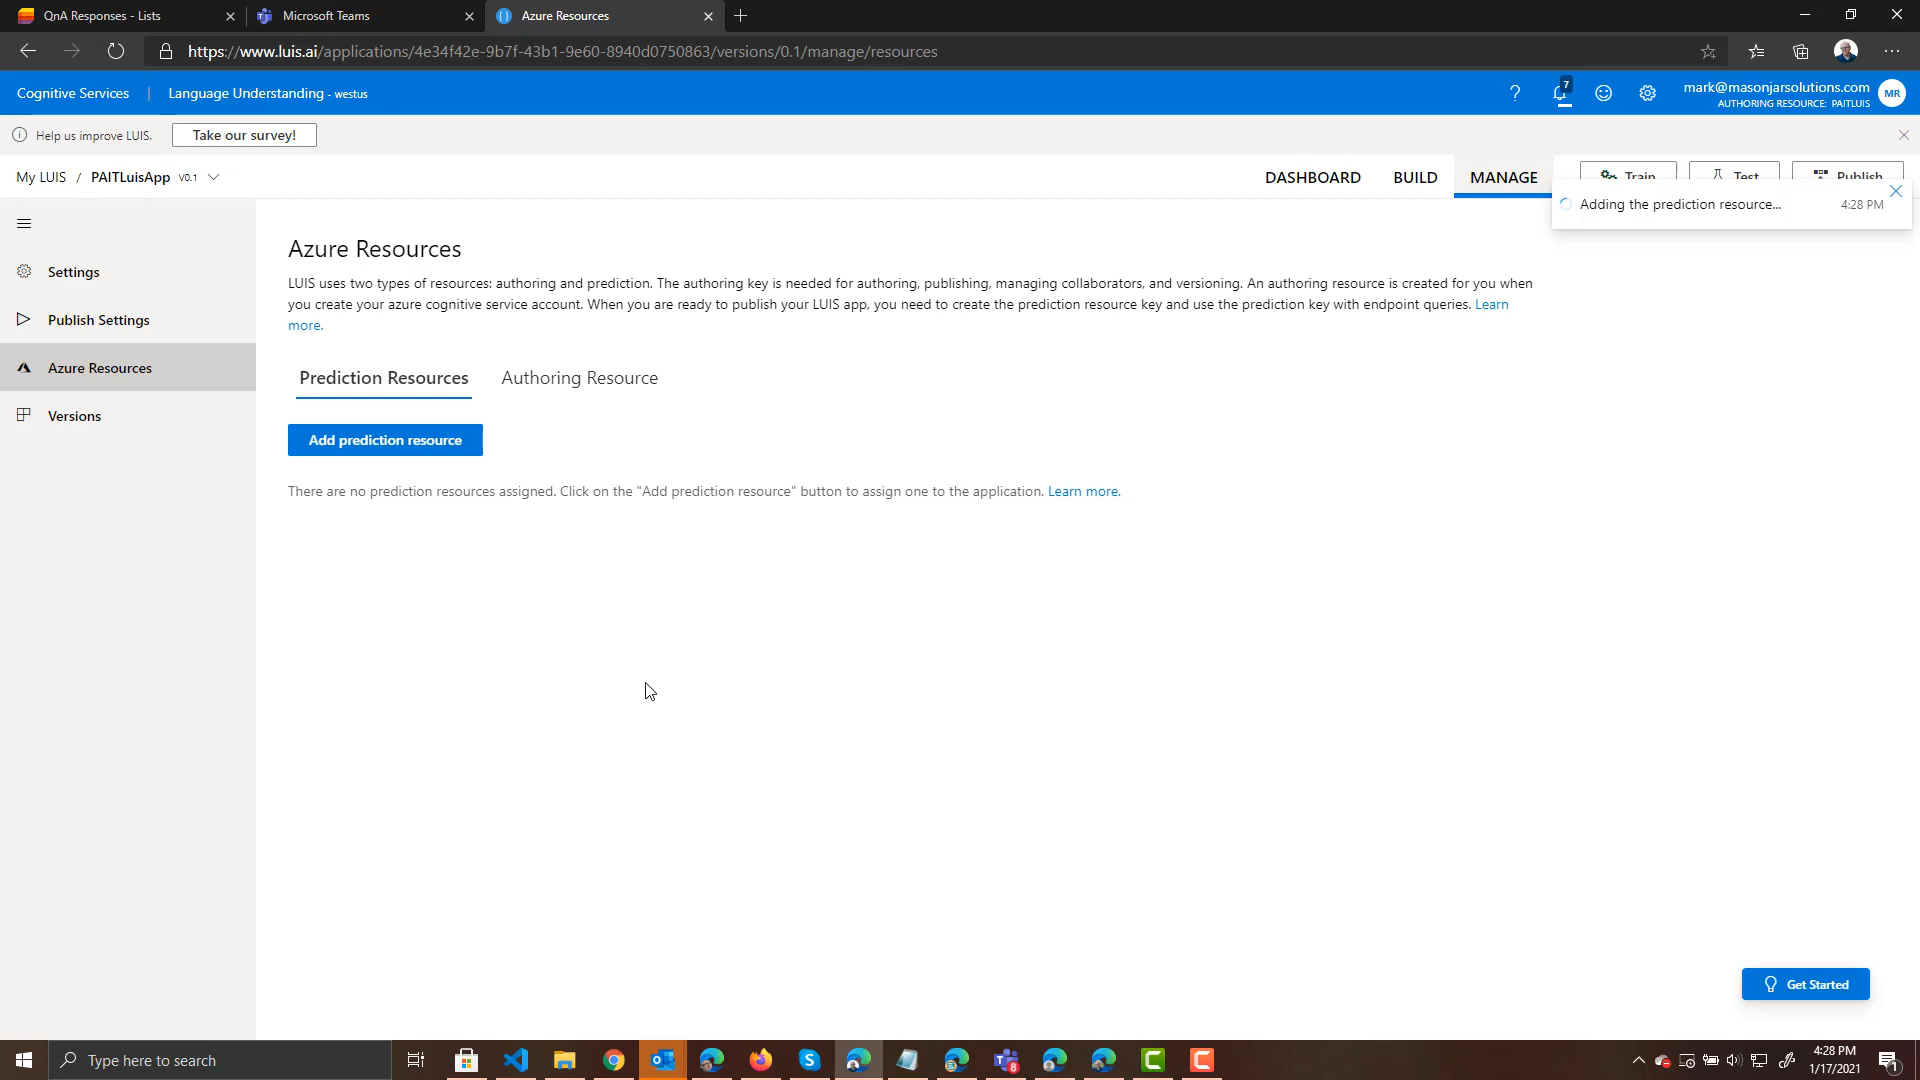 QnA Responses - Lists
Microsoft Teams
Azure Resources
https://www.luis.ai/applications/4e34f42e-9b7f-43b1-9e60-8940d0750863/versions/0.1/manage/resources
Cognitive Services | Language Understanding - westus
7
mark@masonjarsolutions.com
AUTHORING RESOURCE: PAITLUIS
MR
Help us improve LUIS.
Take our survey!
My LUIS / PAITLuisApp V0.1
DASHBOARD
BUILD
MANAGE
Train
Test
Publish
Adding the prediction resource...
4:28 PM
Settings
Publish Settings
Azure Resources
Versions
Azure Resources
LUIS uses two types of resources: authoring and prediction. The authoring key is needed for authoring, publishing, managing collaborators, and versioning. An authoring resource is created for you when
you create your azure cognitive service account. When you are ready to publish your LUIS app, you need to create the prediction resource key and use the prediction key with endpoint queries. Learn
more.
Prediction Resources
Authoring Resource
Add prediction resource
There are no prediction resources assigned. Click on the "Add prediction resource" button to assign one to the application. Learn more.
Get Started
Type here to search
8
4:28 PM
1/17/2021
1